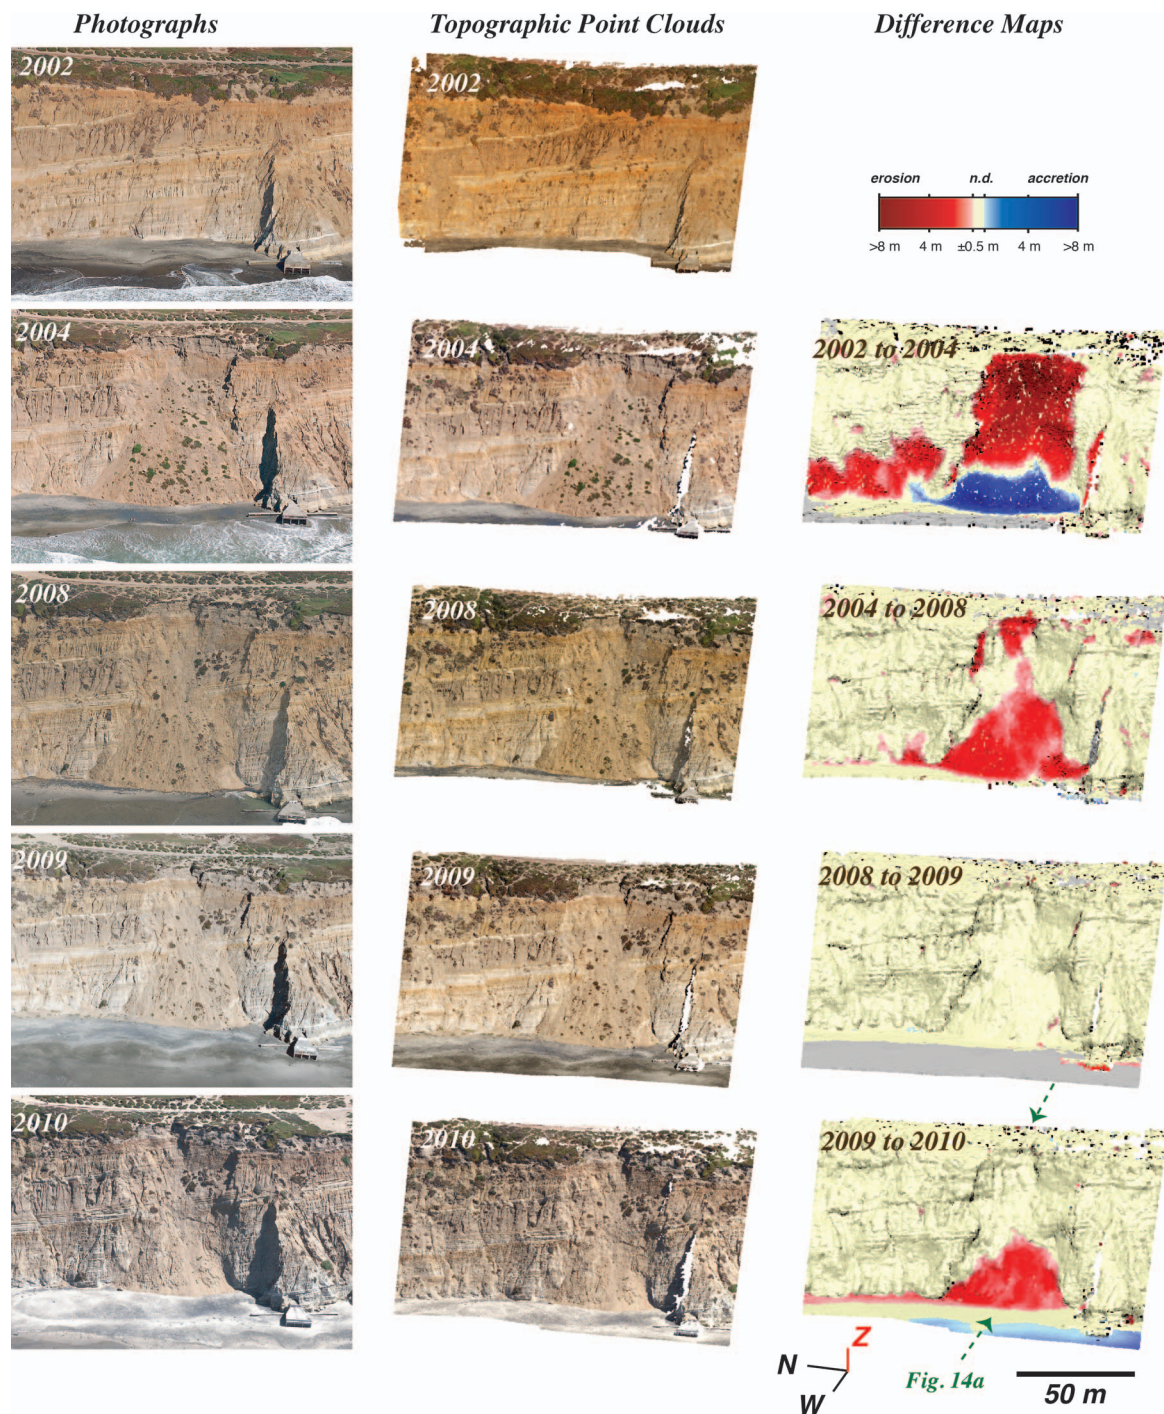 Photographs
Topographic Point Clouds
Difference Maps
2002
2002
erosion n.d. accretion
>8 m 4 m ±0.5 m 4 m >8 m
2004
2004
2002 to 2004
2008
2008
2004 to 2008
2009
2009
2008 to 2009
2010
2010
2009 to 2010
Z
N
W
Fig. 14a
50 m